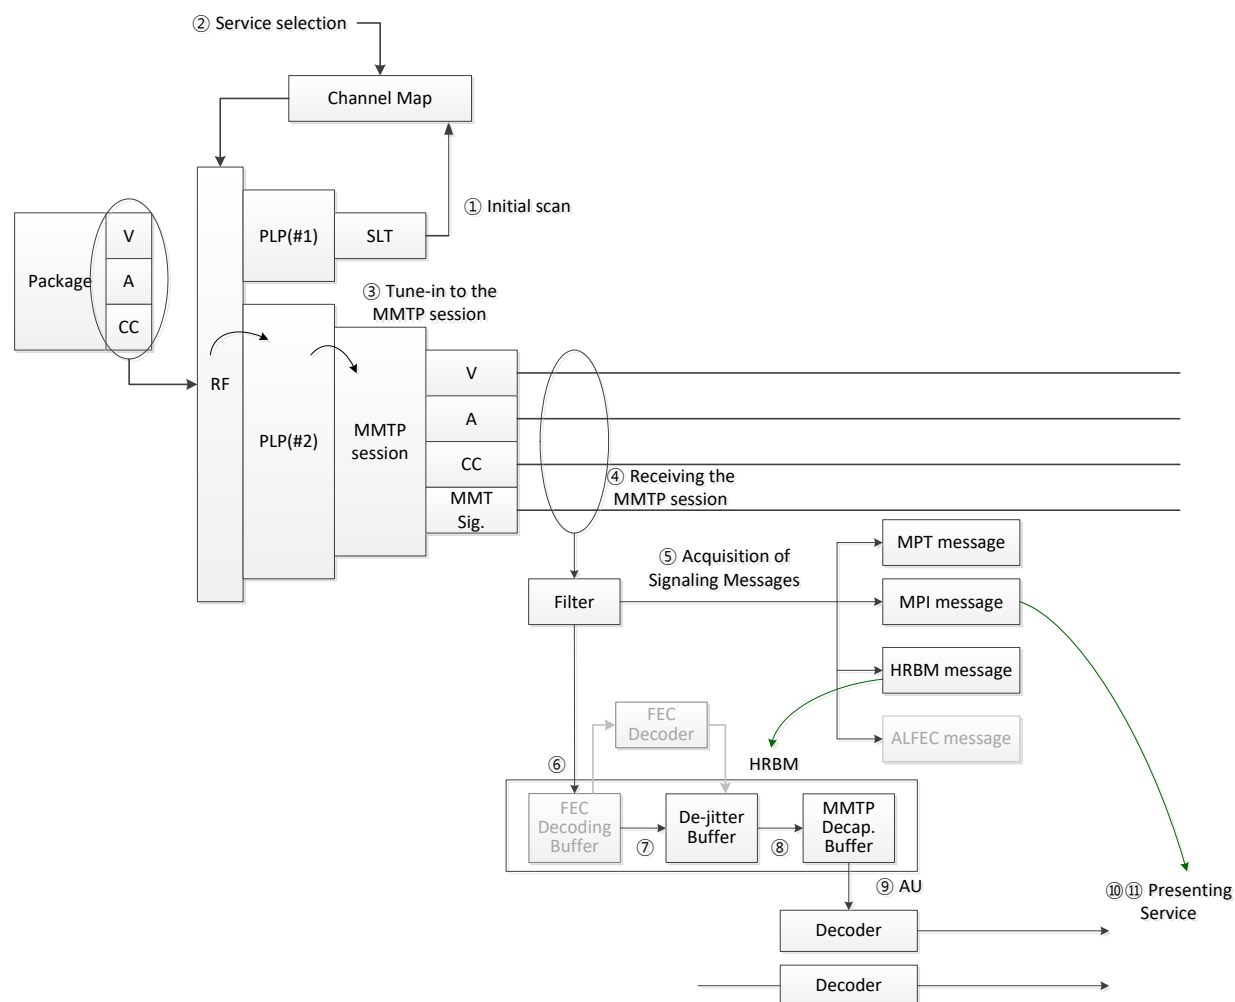 ② Service selection
Channel Map
① Initial scan
PLP(#1)
SLT
V
Package
A
CC
③ Tune-in to the
MMTP session
RF
PLP(#2)
MMTP
session
V
A
CC
MMT
Sig.
④ Receiving the
MMTP session
⑤ Acquisition of
Signaling Messages
MPT message
Filter
MPI message
HRBM message
FEC
Decoder
ALFEC message
HRBM
⑥
FEC
Decoding
Buffer
⑦
De-jitter
Buffer
⑧
MMTP
Decap.
Buffer
⑨ AU
⑩⑪ Presenting
Service
Decoder
Decoder